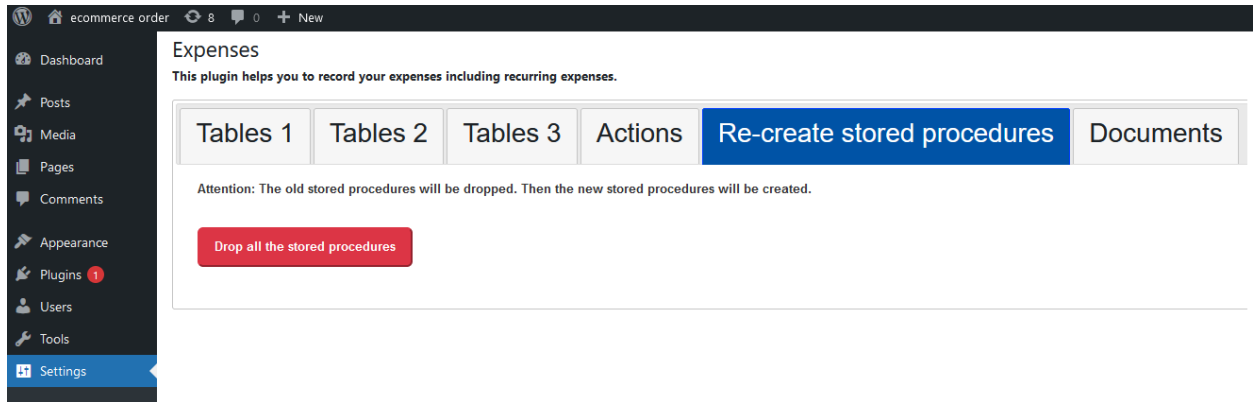 ecommerce order 8 0 + New
Dashboard
Posts
Media
Pages
Comments
Appearance
Plugins 1
Users
Tools
Settings
Expenses
This plugin helps you to record your expenses including recurring expenses.
Tables 1 Tables 2 Tables 3 Actions Re-create stored procedures Documents
Attention: The old stored procedures will be dropped. Then the new stored procedures will be created.
Drop all the stored procedures